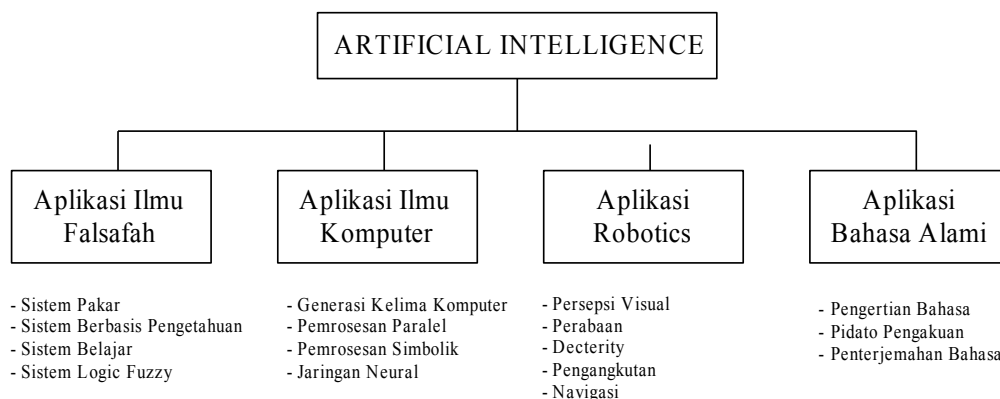 ARTIFICIAL INTELLIGENCE
Aplikasi Ilmu
Falsafah
Aplikasi Ilmu
Komputer
Aplikasi
Robotics
Aplikasi
Bahasa Alami
- Sistem Pakar
- Sistem Berbasis Pengetahuan
- Sistem Belajar
- Sistem Logic Fuzzy
- Generasi Kelima Komputer
- Pemrosesan Paralel
- Pemrosesan Simbolik
- Jaringan Neural
- Persepsi Visual
- Perabaan
- Decterity
- Pengangkutan
- Navigasi
- Pengertian Bahasa
- Pidato Pengakuan
- Penterjemahan Bahasa